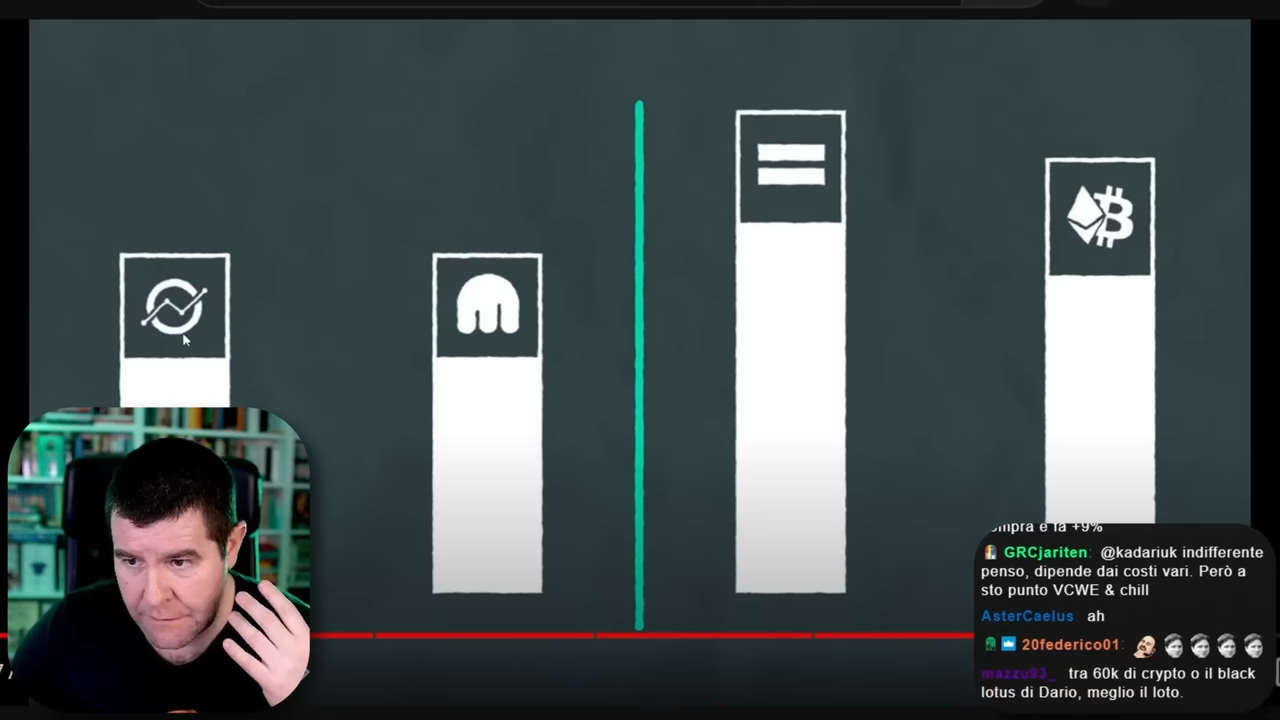 ompra e fa +9%
GRCjariten: @kadariuk indifferente
penso, dipende dai costi vari. Però a
sto punto VCWE & chill
AsterCaelus ah
20federico01:
mazzu93_ tra 60k di crypto o il black
lotus di Dario, meglio il loto.